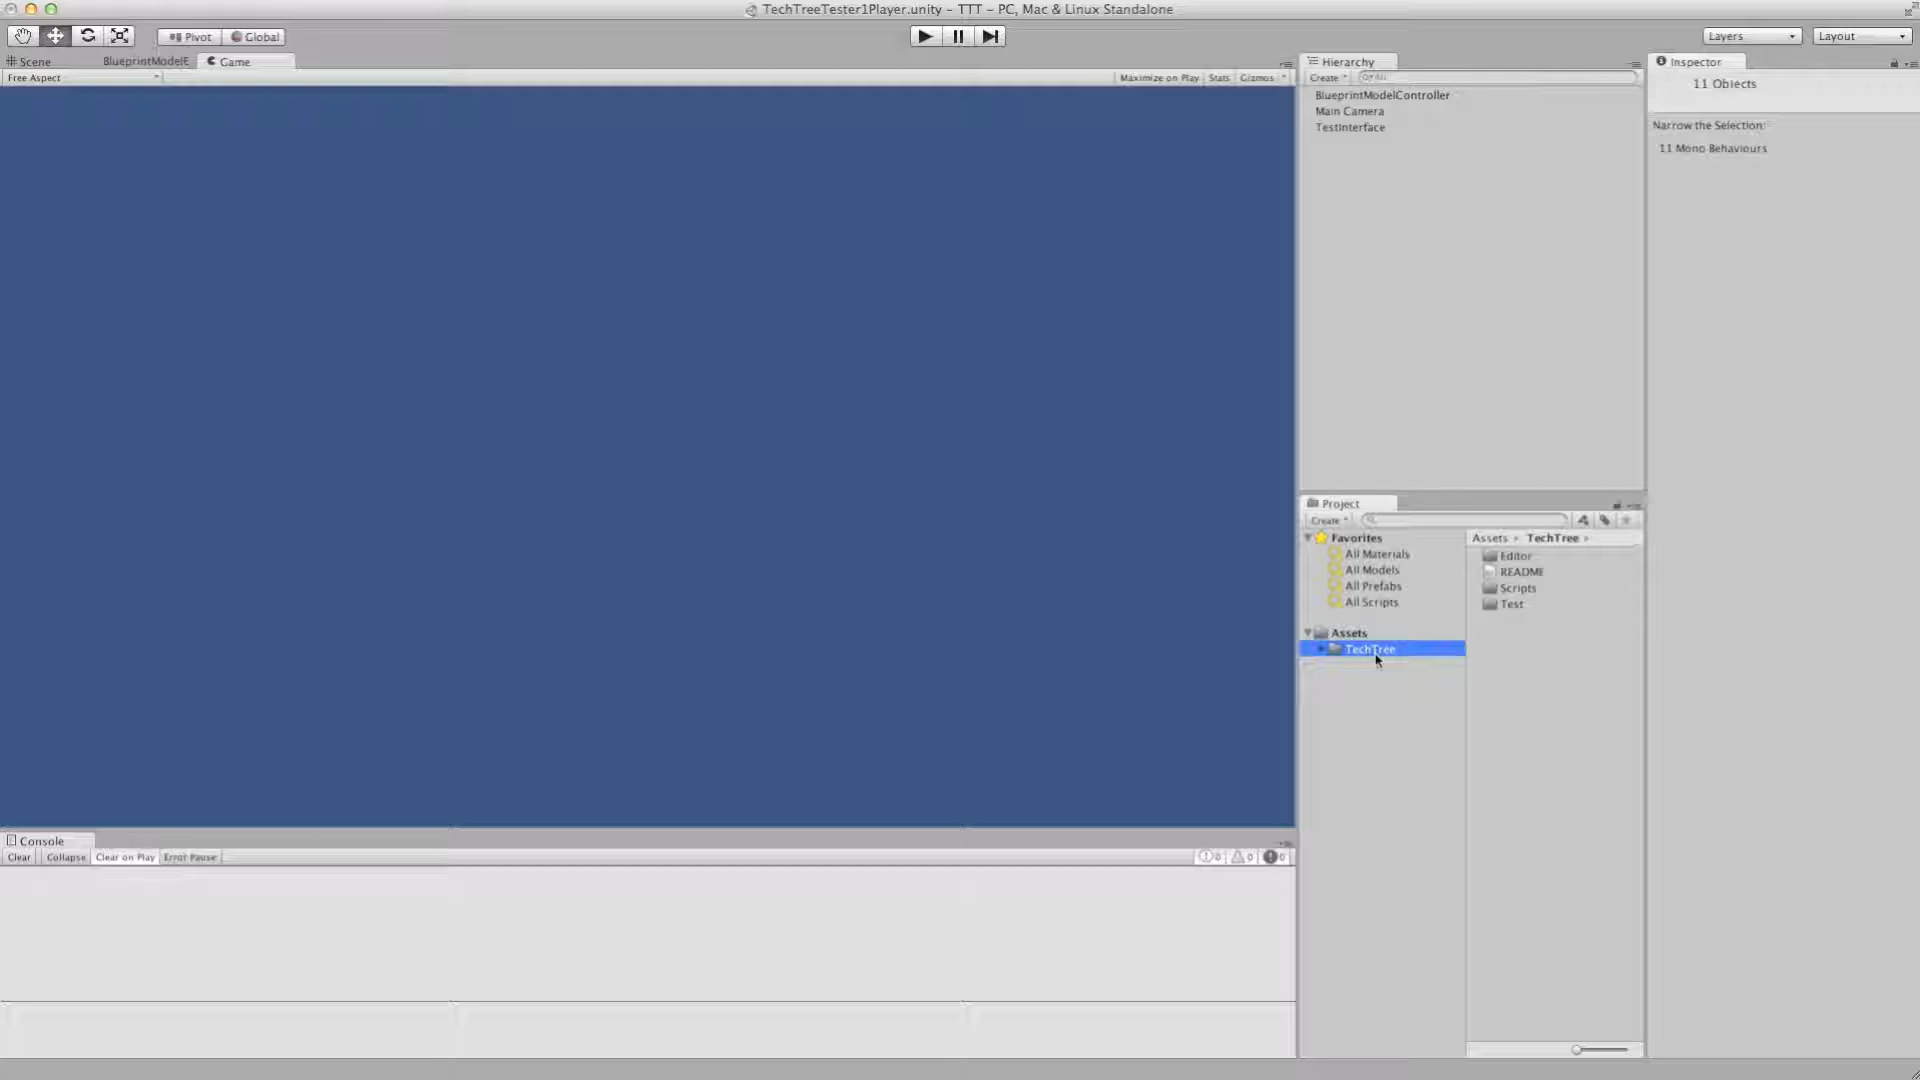 TechTreeTester1Player.unity - TTT - PC, Mac & Linux Standalone
Pivot Global
Layers Layout
Scene BlueprintModelE Game
Free Aspect
Maximize on Play Stats Gizmos
Hierarchy
Create All
BlueprintModelController
Main Camera
TestInterface
Inspector
11 Objects
Narrow the Selection:
11 Mono Behaviours
Project
Create
Favorites
All Materials
All Models
All Prefabs
All Scripts
Assets
TechTree
Assets TechTree
Editor
README
Scripts
Test
Console
Clear Collapse Clear on Play Error Pause
0 0 0